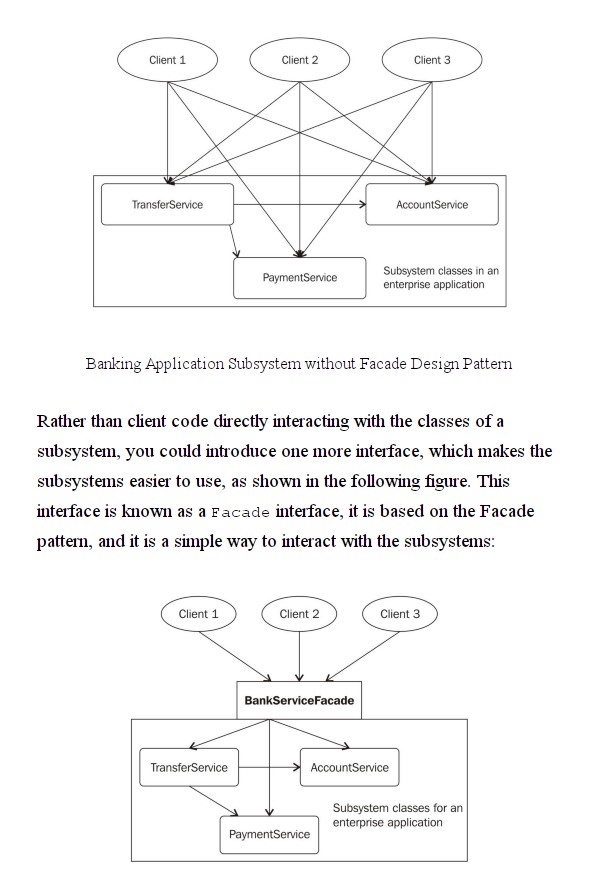 Client 1
Client 2
Client 3
TransferService
AccountService
PaymentService
Subsystem classes in an
enterprise application
Banking Application Subsystem without Facade Design Pattern
Rather than client code directly interacting with the classes of a
subsystem, you could introduce one more interface, which makes the
subsystems easier to use, as shown in the following figure. This
interface is known as a Facade interface, it is based on the Facade
pattern, and it is a simple way to interact with the subsystems:
Client 1
Client 2
Client 3
BankServiceFacade
TransferService
AccountService
Subsystem classes for an
enterprise application
PaymentService